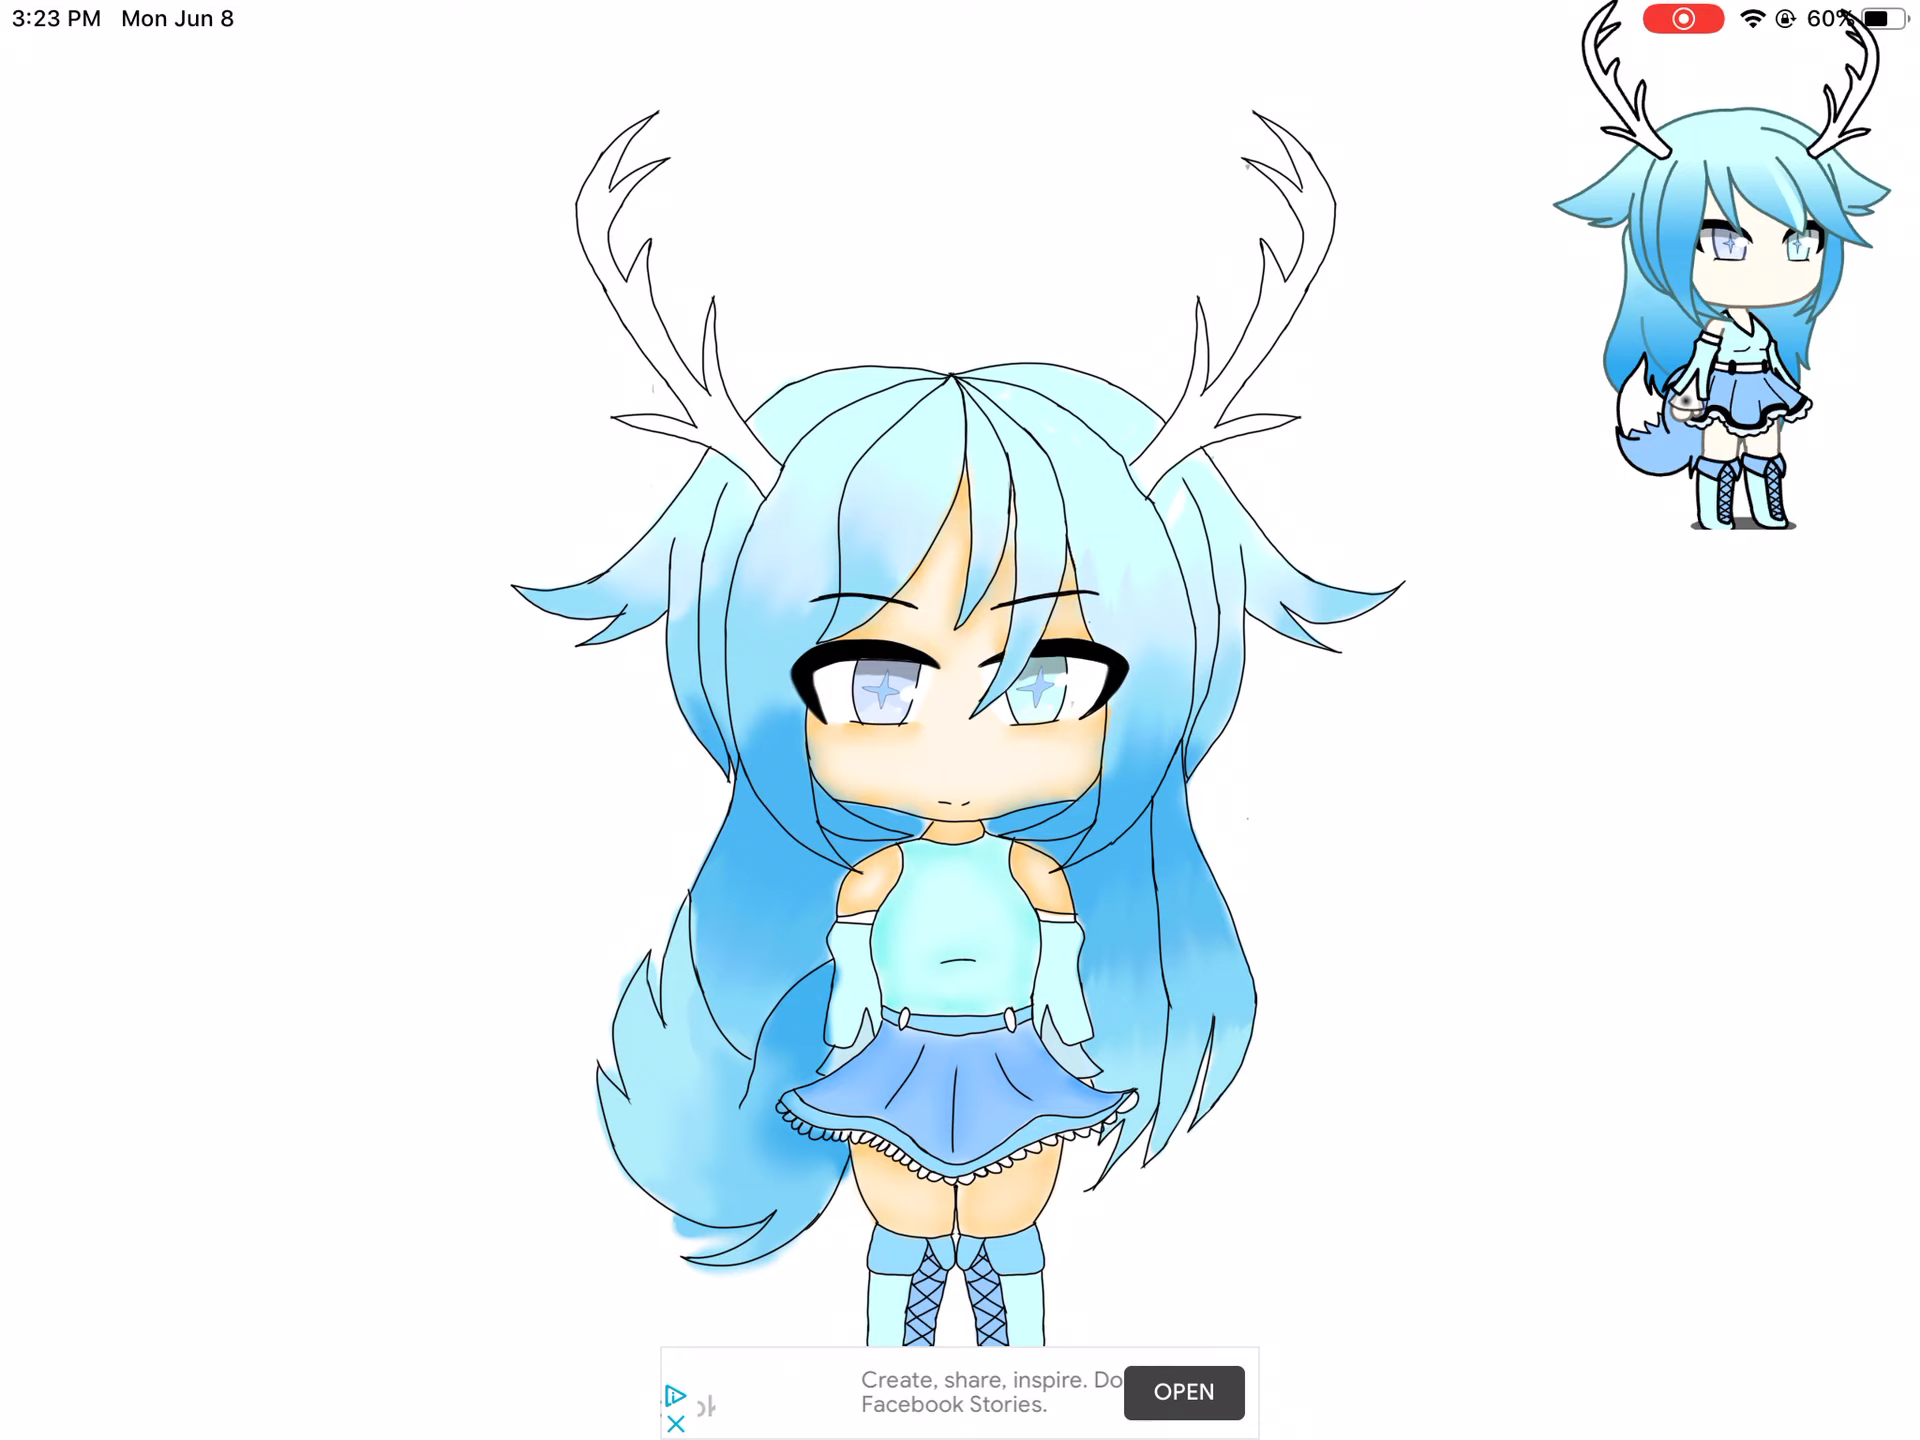 3:23 PM Mon Jun 8
60%
Create, share, inspire. Do
Facebook Stories.
OPEN